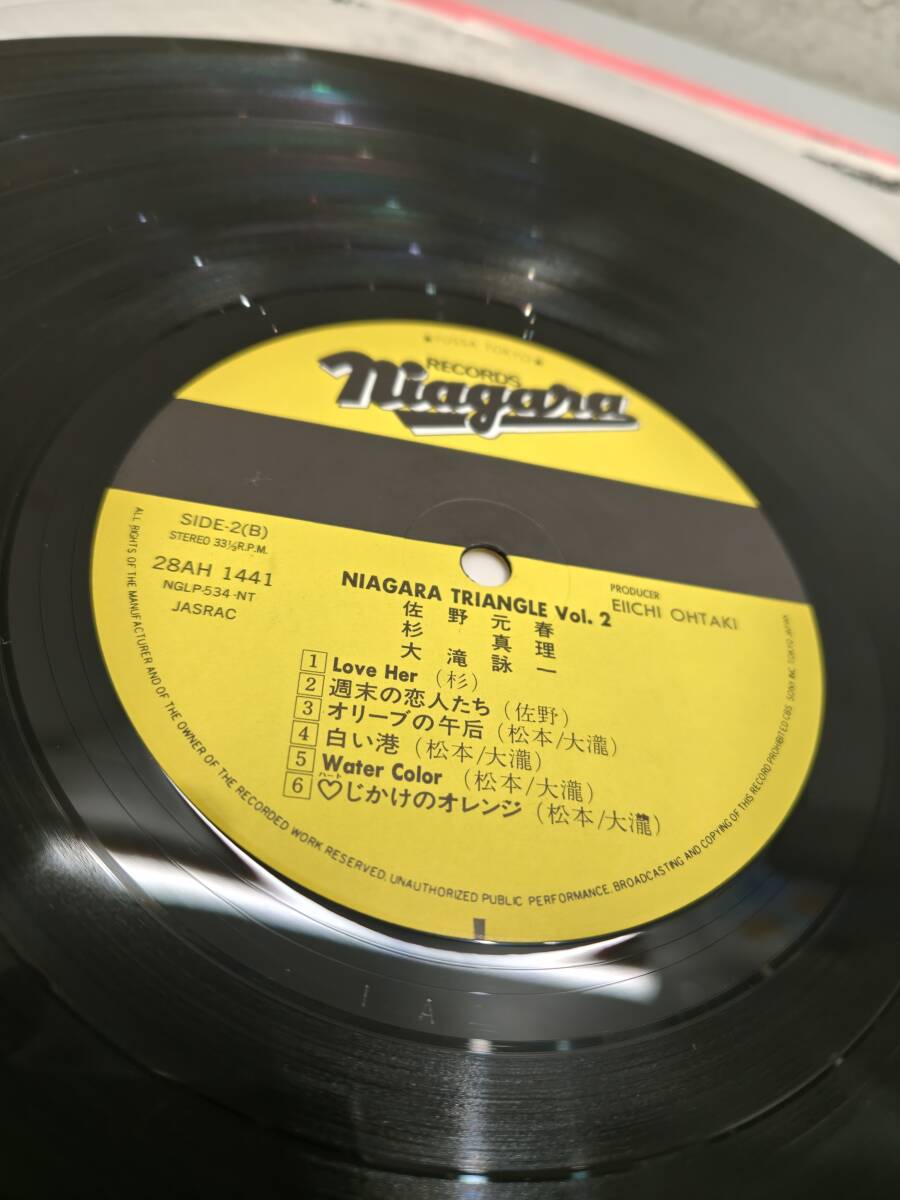 FUSSA TOKYO
RECORDS
Niagara
SIDE-2(B)
STEREO 33⅓R.P.M.
28AH 1441
NGLP-534-NT
JASRAC
NIAGARA TRIANGLE Vol. 2
PRODUCER
EIICHI OHTAKI
佐野元春
杉真理
大滝詠一
1 Love Her (杉)
2 週末の恋人たち (佐野)
3 オリーブの午后 (松本/大瀧)
4 白い港 (松本/大瀧)
5 Water Color (松本/大瀧)
ハート
6 ♡じかけのオレンジ (松本/大瀧)
ALL RIGHTS OF THE MANUFACTURER AND OF THE OWNER OF THE RECORDED WORK RESERVED. UNAUTHORIZED PUBLIC PERFORMANCE, BROADCASTING AND COPYING OF THIS RECORD PROHIBITED CBS SONY INC. TOKYO JAPAN
1 A